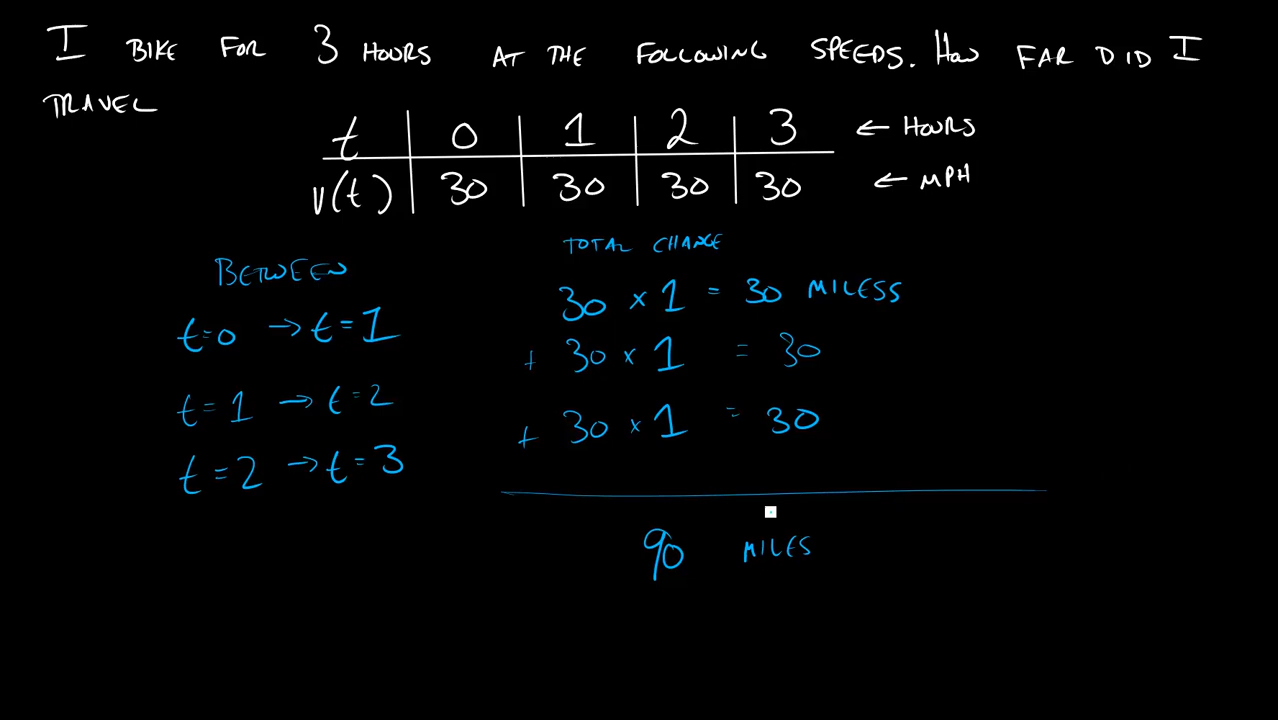 I BIKE FOR 3 HOURS AT THE FOLLOWING SPEEDS. HOW FAR DID I
TRAVEL
t 0 1 2 3 ← HOURS
v(t) 30 30 30 30 ← MPH
TOTAL CHANGE
BETWEEN
30 × 1 = 30 MILESS
t=0 → t=1
+ 30 × 1 = 30
t=1 → t=2
+ 30 × 1 = 30
t=2 → t=3
90 MILES